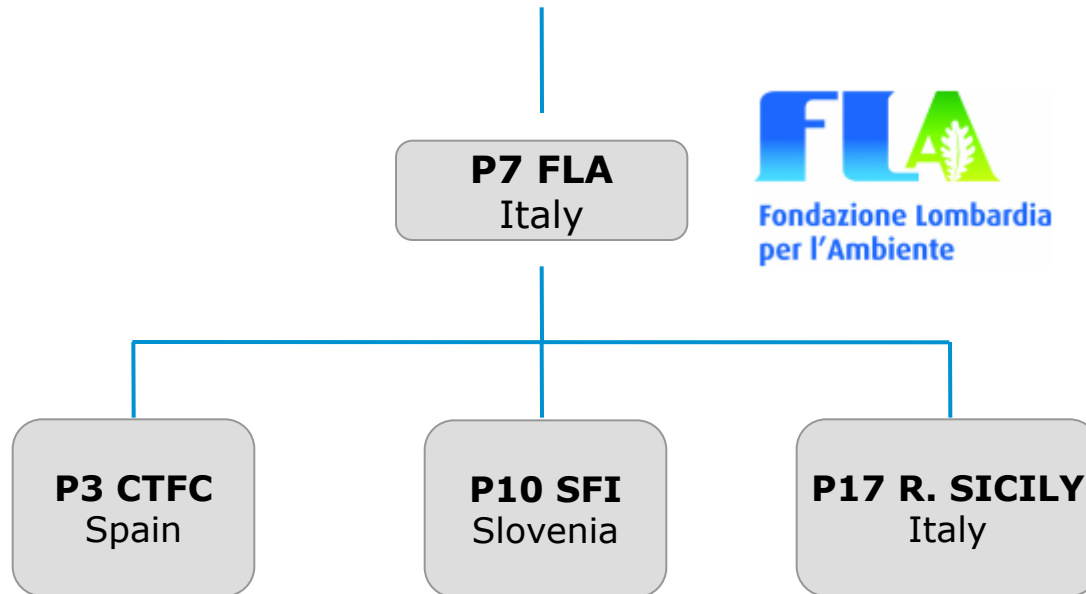 P7 FLA
Italy
FLA
Fondazione Lombardia
per l'Ambiente
P3 CTFC
Spain
P10 SFI
Slovenia
P17 R. SICILY
Italy